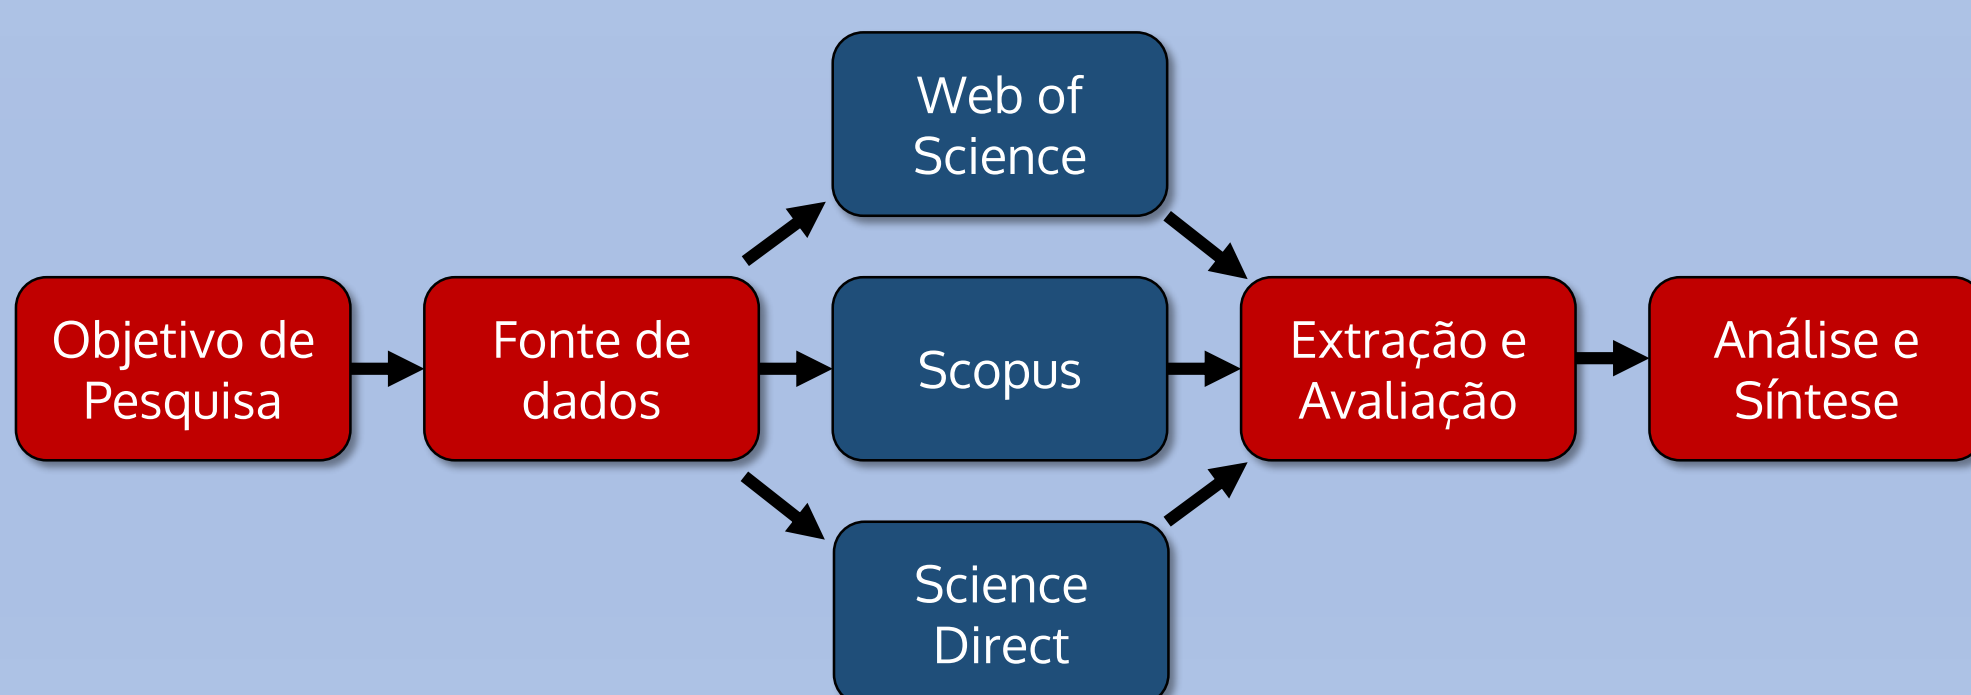 Objetivo de
Pesquisa
Fonte de
dados
Web of
Science
Scopus
Science
Direct
Extração e
Avaliação
Análise e
Síntese